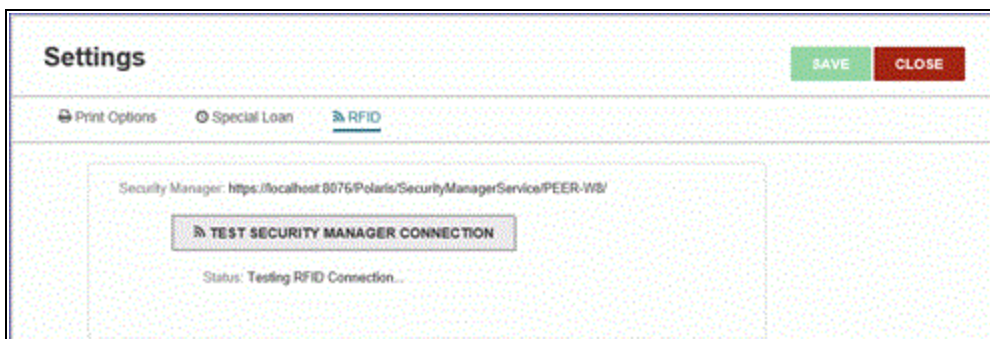 Settings
SAVE CLOSE
Print Options Special Loan RFID
Security Manager: https://localhost:8076/Polaris/SecurityManagerService/PEER-W8/
TEST SECURITY MANAGER CONNECTION
Status: Testing RFID Connection...